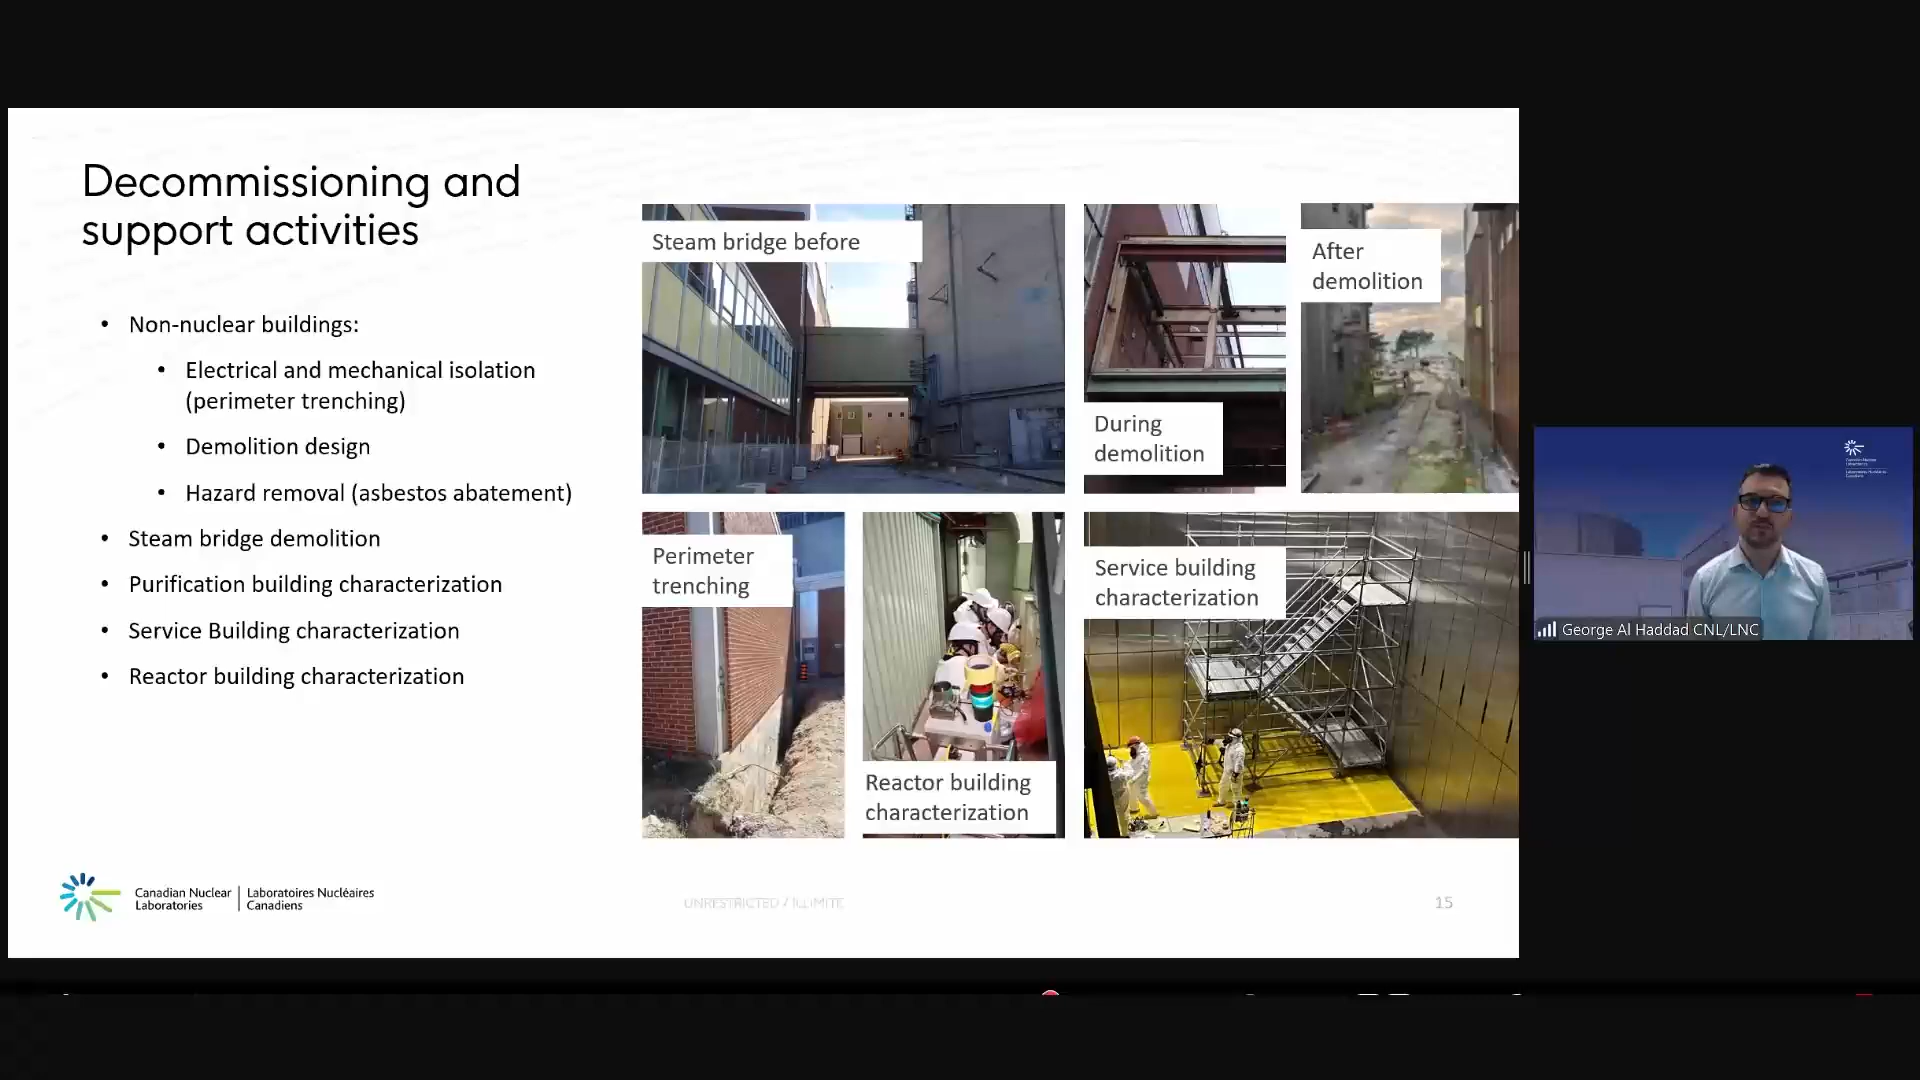 Decommissioning and
support activities
• Non-nuclear buildings:
• Electrical and mechanical isolation
(perimeter trenching)
• Demolition design
• Hazard removal (asbestos abatement)
• Steam bridge demolition
• Purification building characterization
• Service Building characterization
• Reactor building characterization
Steam bridge before
During
demolition
After
demolition
Perimeter
trenching
Reactor building
characterization
Service building
characterization
Canadian Nuclear
Laboratories
Laboratoires Nucléaires
Canadiens
UNRESTRICTED / ILLIMITÉ
15
George Al Haddad CNL/LNC